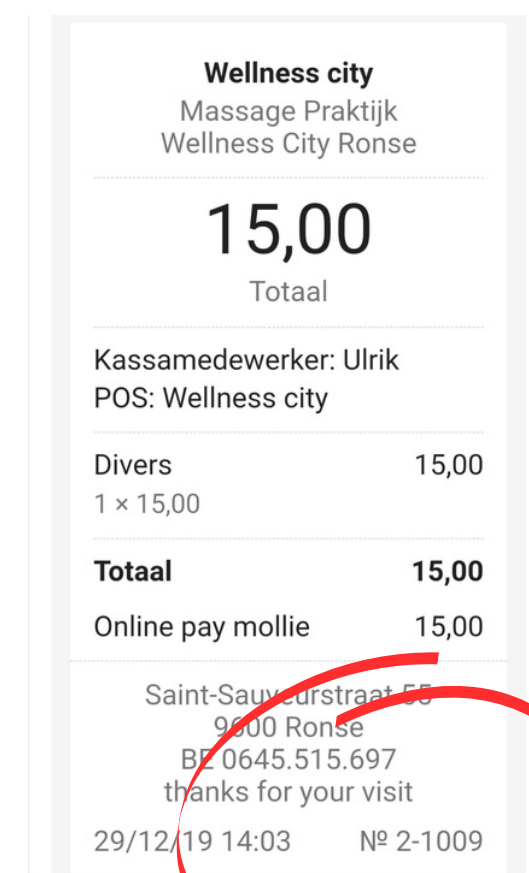 Wellness city
Massage Praktijk
Wellness City Ronse
15,00
Totaal
Kassamedewerker: Ulrik
POS: Wellness city
Divers 15,00
1 × 15,00
Totaal 15,00
Online pay mollie 15,00
Saint-Sauveurstraat 55
9600 Ronse
BE 0645.515.697
thanks for your visit
29/12/19 14:03 № 2-1009